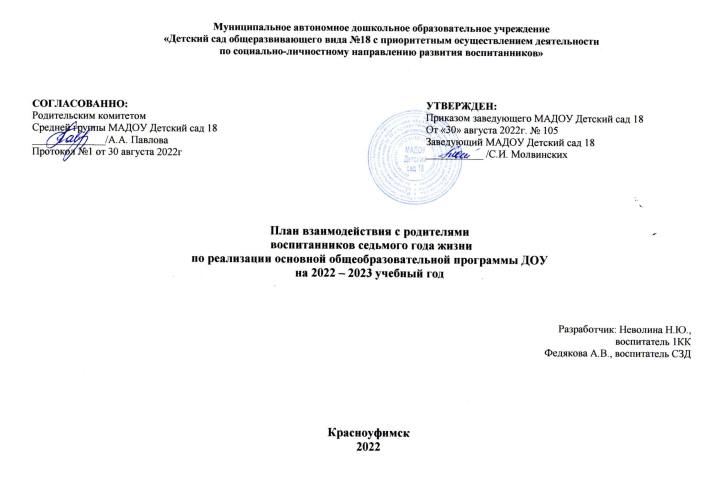 Муниципальное автономное дошкольное образовательное учреждение
«Детский сад общеразвивающего вида №18 с приоритетным осуществлением деятельности
по социально-личностному направлению развития воспитанников»
СОГЛАСОВАННО:
Родительским комитетом
Средней группы МАДОУ Детский сад 18
/А.А. Павлова
Протокол №1 от 30 августа 2022г
УТВЕРЖДЕН:
Приказом заведующего МАДОУ Детский сад 18
От «30» августа 2022г. № 105
Заведующий МАДОУ Детский сад 18
/С.И. Молвинских
МАДОУ
Детский
сад 18
План взаимодействия с родителями
воспитанников седьмого года жизни
по реализации основной общеобразовательной программы ДОУ
на 2022 – 2023 учебный год
Разработчик: Неволина Н.Ю.,
воспитатель 1КК
Федякова А.В., воспитатель СЗД
Красноуфимск
2022